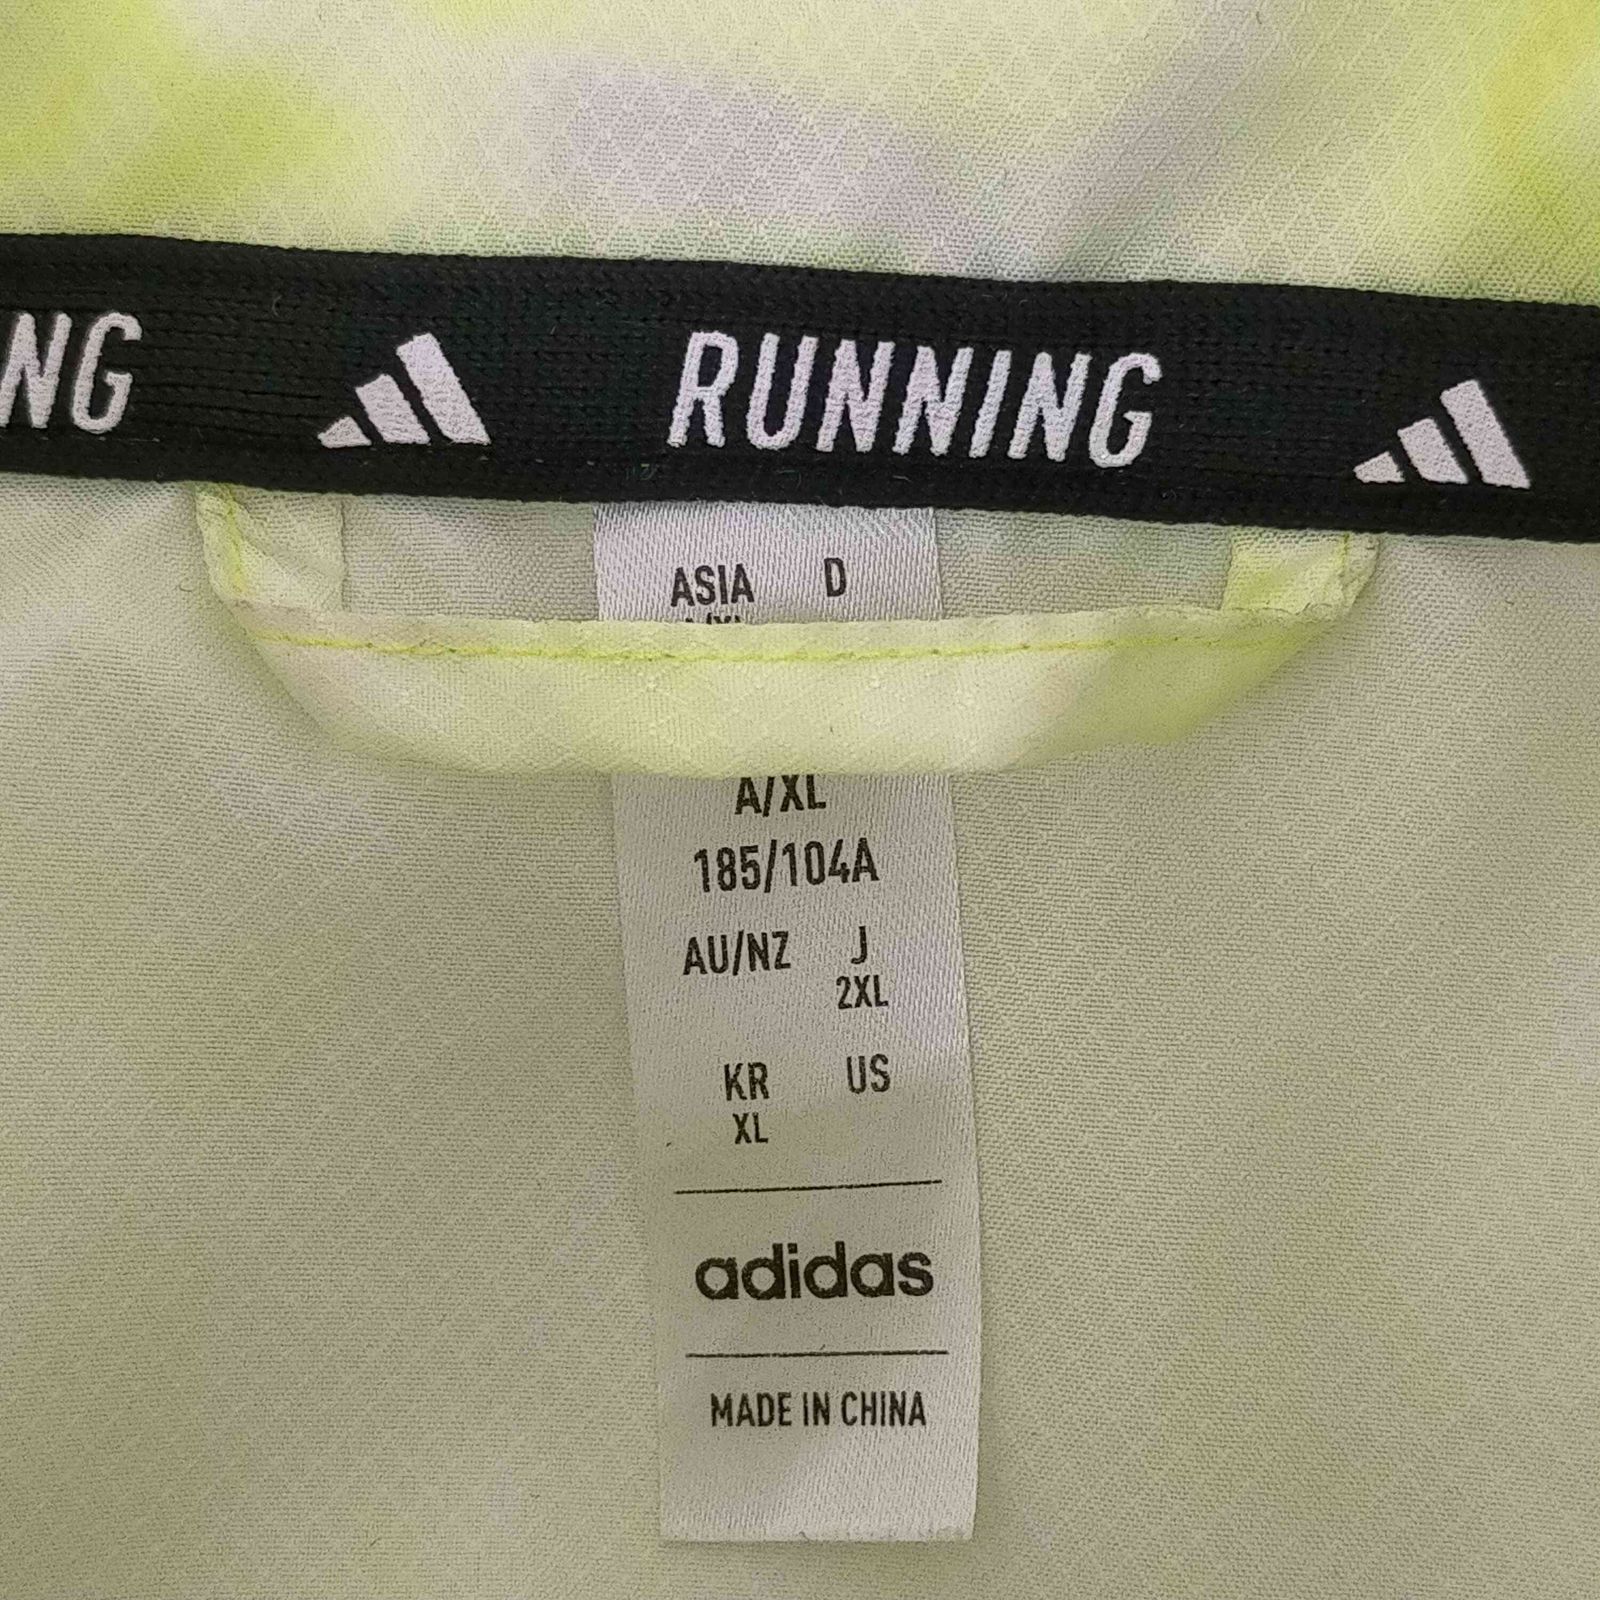 NG RUNNING
ASIA D
A/XL
185/104A
AU/NZ J
2XL
KR US
XL
adidas
MADE IN CHINA